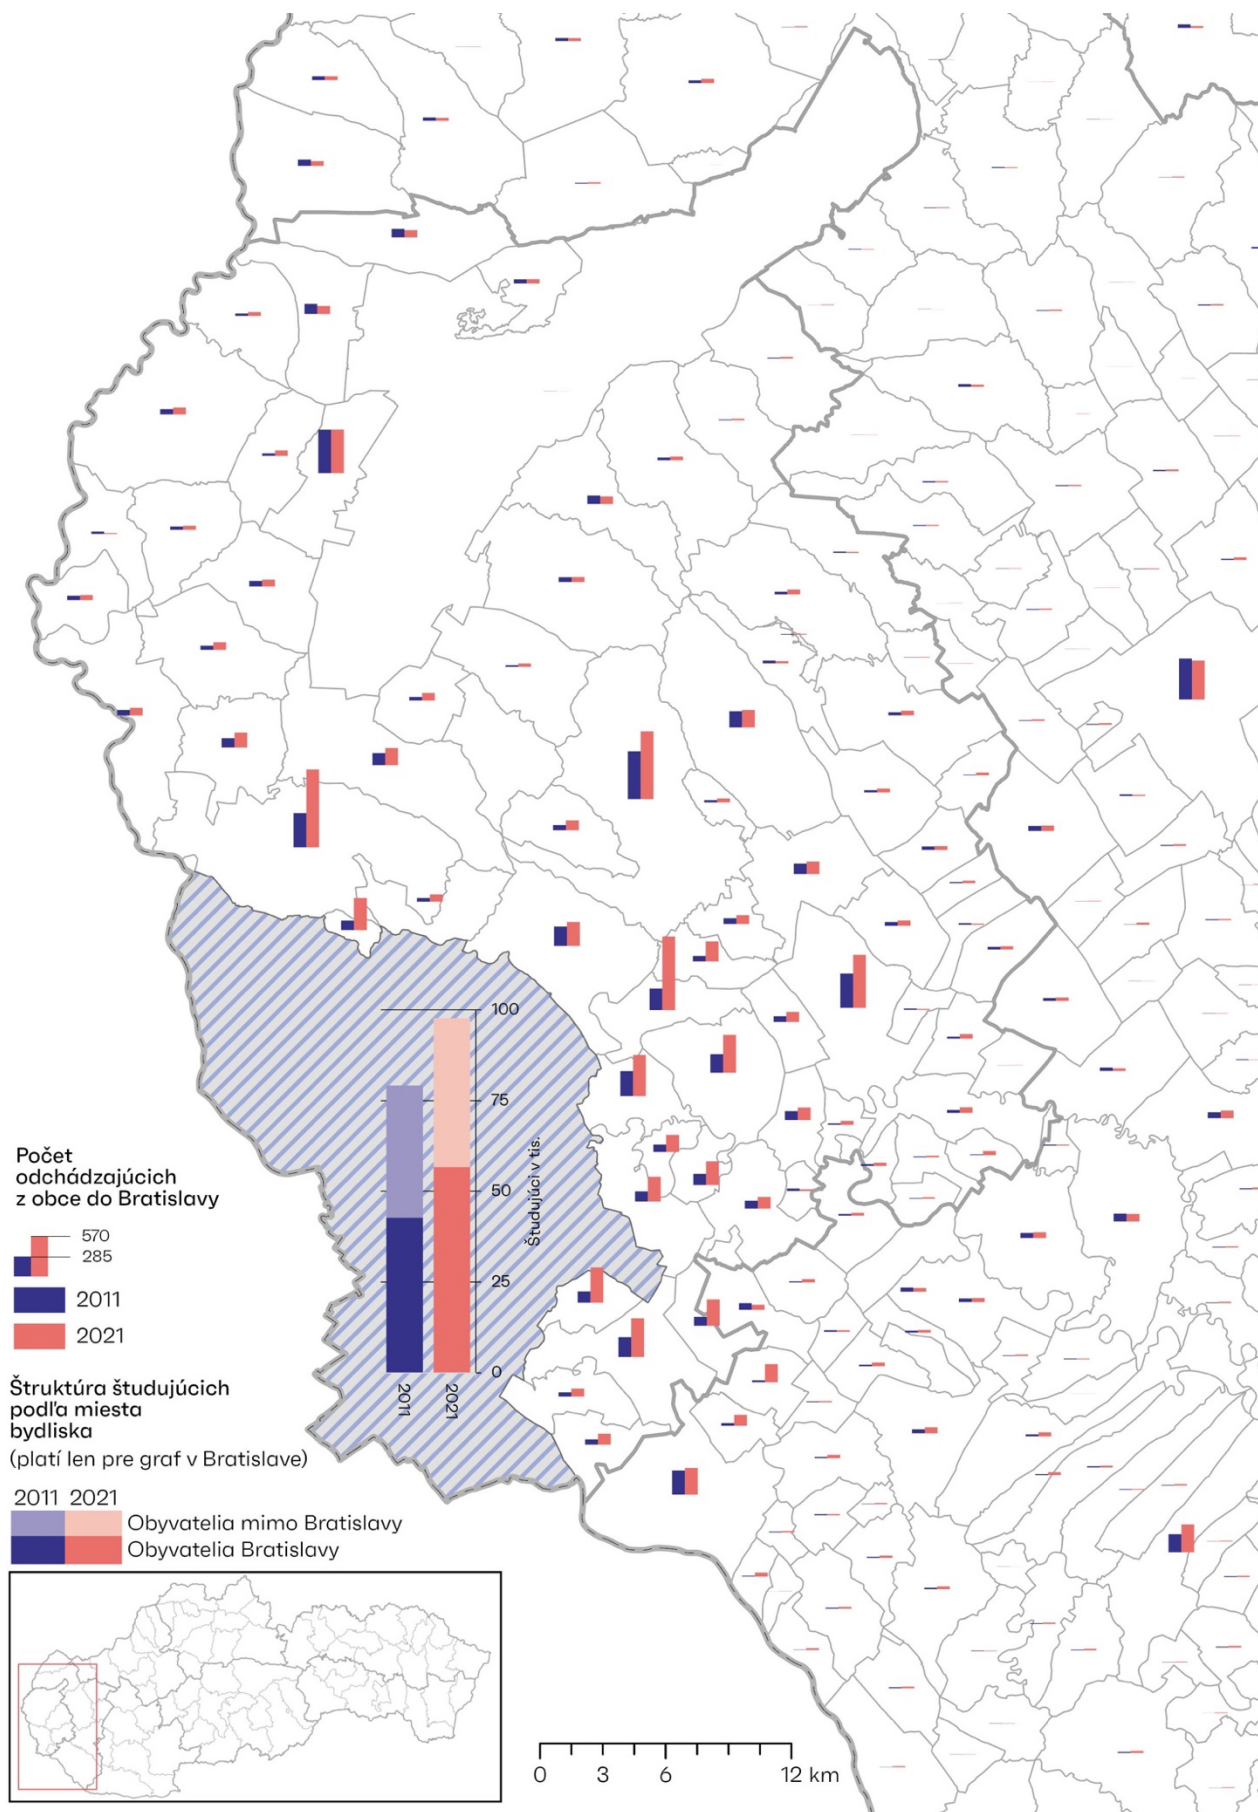 100
75
50
25
0
Študujúci v tis.
2011
2021
Počet
odchádzajúcich
z obce do Bratislavy
570
285
2011
2021
Štruktúra študujúcich
podľa miesta
bydliska
(platí len pre graf v Bratislave)
2011 2021
Obyvatelia mimo Bratislavy
Obyvatelia Bratislavy
0 3 6 12 km